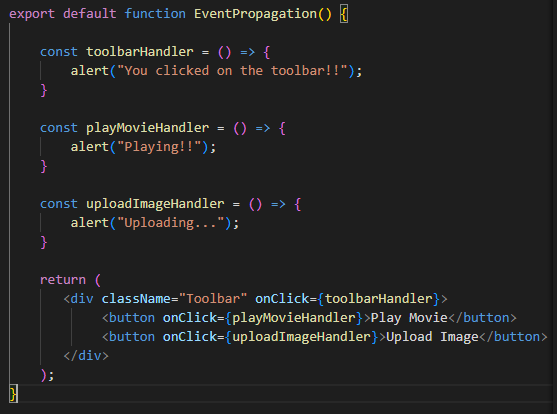 export default function EventPropagation() {
const toolbarHandler = () => {
alert("You clicked on the toolbar!!");
}
const playMovieHandler = () => {
alert("Playing!!");
}
const uploadImageHandler = () => {
alert("Uploading...");
}
return (
<div className="Toolbar" onClick={toolbarHandler}>
<button onClick={playMovieHandler}>Play Movie</button>
<button onClick={uploadImageHandler}>Upload Image</button>
</div>
);
}